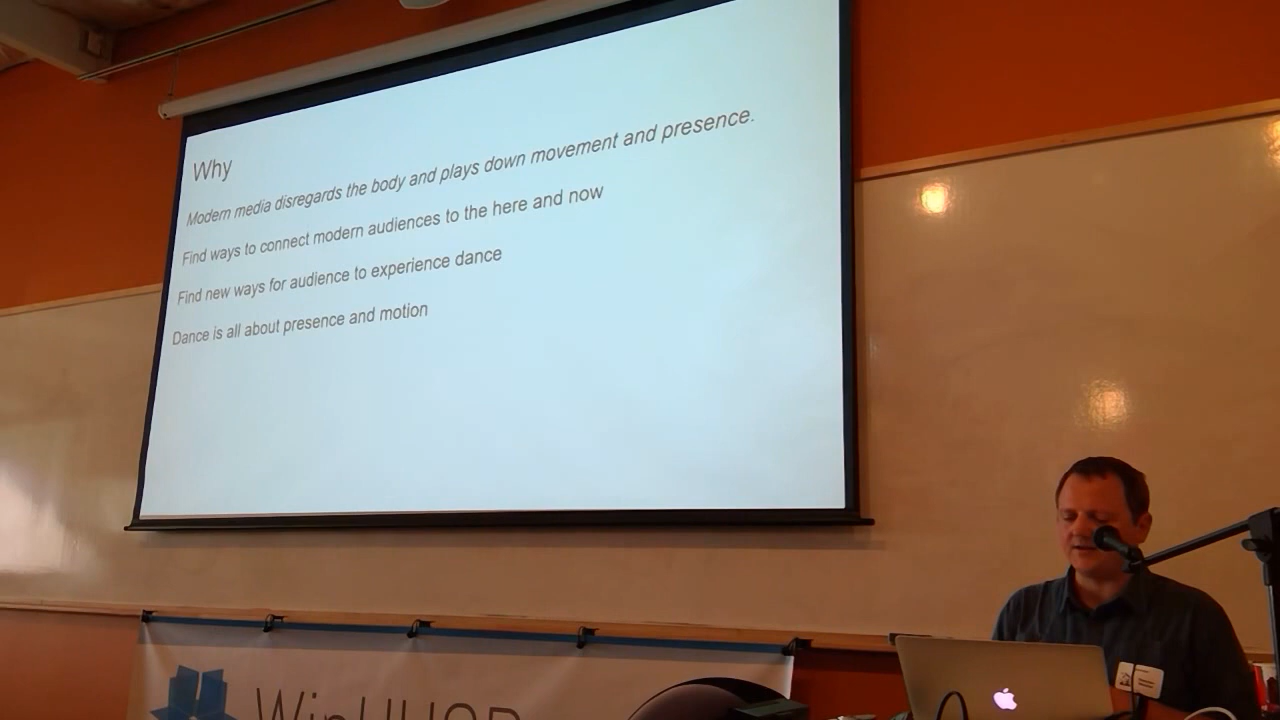 Why
Modern media disregards the body and plays down movement and presence.
Find ways to connect modern audiences to the here and now
Find new ways for audience to experience dance
Dance is all about presence and motion